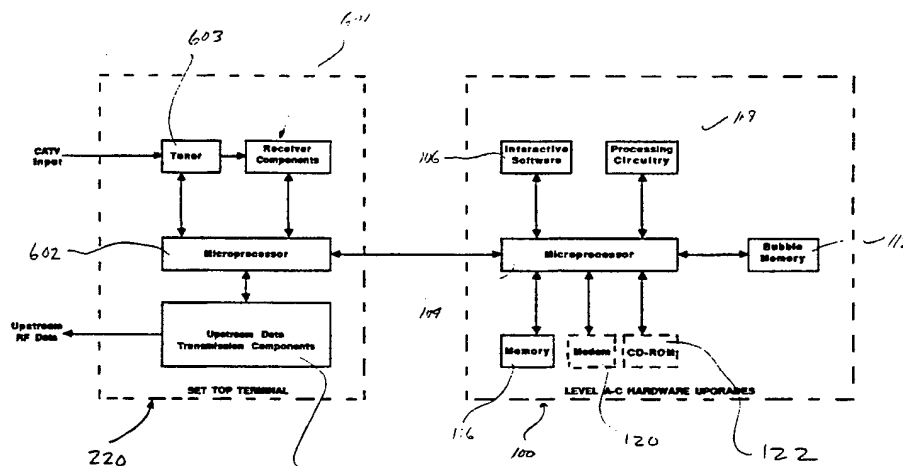 603
601
CATV
Input
Tuner
Receiver
Components
602
Microprocessor
Upstream
RF Data
Upstream Data
Transmission Components
SET TOP TERMINAL
220
106
Interactive
Software
Processing
Circuitry
Microprocessor
Bubble
Memory
104
Memory
Modem
CD-ROM
LEVEL A-C HARDWARE UPGRADES
100
120
122